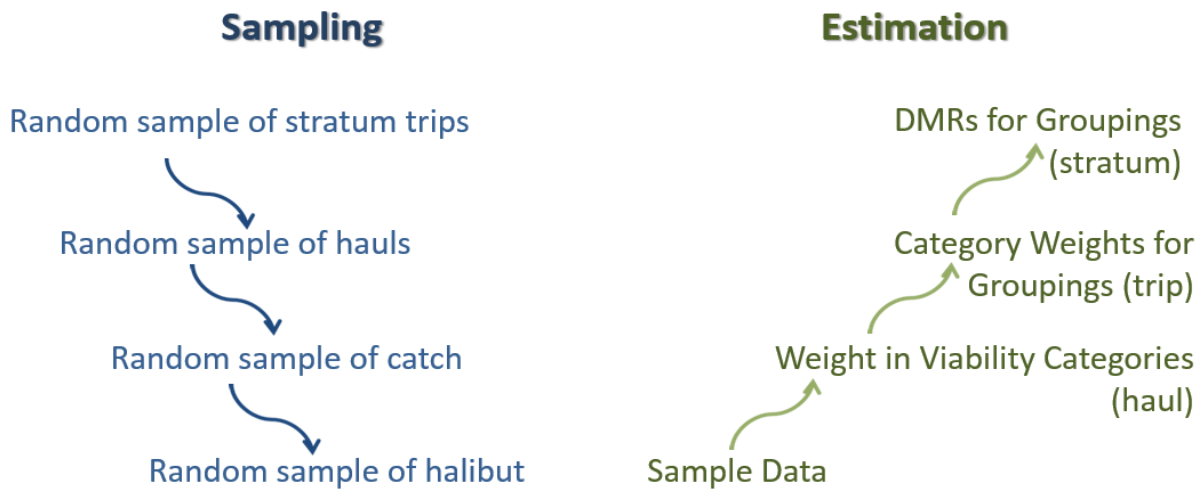 Sampling
Random sample of stratum trips
Random sample of hauls
Random sample of catch
Random sample of halibut
Estimation
DMRs for Groupings
(stratum)
Category Weights for
Groupings (trip)
Weight in Viability Categories
(haul)
Sample Data